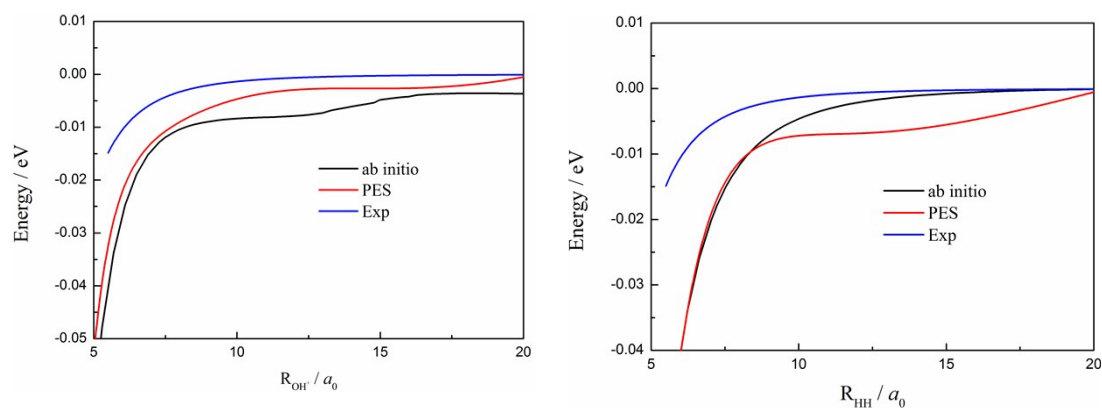 0.01
0.00
-0.01
-0.02
-0.03
-0.04
-0.05
Energy / eV
ab initio
PES
Exp
5
10
15
20
R_OH⁻ / a₀
0.01
0.00
-0.01
-0.02
-0.03
-0.04
Energy / eV
ab initio
PES
Exp
5
10
15
20
R_HH / a₀